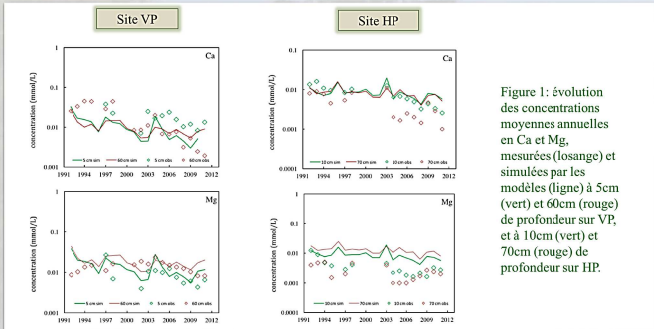 Site VP
Site HP
Ca
1
0.1
0.01
0.001
concentration (mmol/L)
5 cm sim 60 cm sim 5 cm obs 60 cm obs
1991 1994 1997 2000 2003 2006 2009 2012
Ca
0.1
0.01
0.001
0.0001
concentration (mmol/L)
10 cm sim 70 cm sim 10 cm obs 70 cm obs
1991 1994 1997 2000 2003 2006 2009 2012
Mg
1
0.1
0.01
0.001
concentration (mmol/L)
5 cm sim 60 cm sim 5 cm obs 60 cm obs
1991 1994 1997 2000 2003 2006 2009 2012
Mg
1
0.1
0.01
0.001
concentration (mmol/L)
10 cm sim 70 cm sim 10 cm obs 70 cm obs
1991 1994 1997 2000 2003 2006 2009 2012
Figure 1: évolution
des concentrations
moyennes annuelles
en Ca et Mg,
mesurées (losange) et
simulées par les
modèles (ligne) à 5cm
(vert) et 60cm (rouge)
de profondeur sur VP,
et à 10cm (vert) et
70cm (rouge) de
profondeur sur HP.